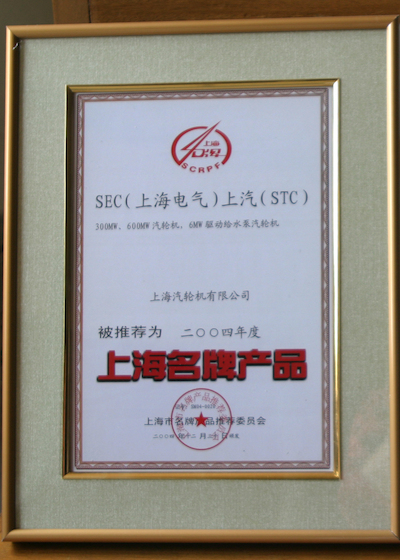 上海
名牌
SCRPF
SEC(上海电气)上汽(STC)
300MW、600MW汽轮机、6MW驱动给水泵汽轮机
上海汽轮机有限公司
被推荐为 二〇〇四年度
上海名牌产品
上海市名牌产品推荐委员会